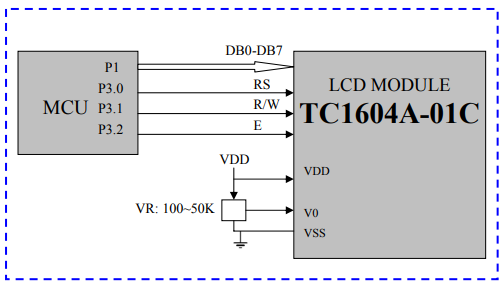 DB0-DB7
P1
LCD MODULE
P3.0
RS
MCU
P3.1
R/W
TC1604A-01C
P3.2
E
VDD
VDD
VR: 100~50K
V0
VSS